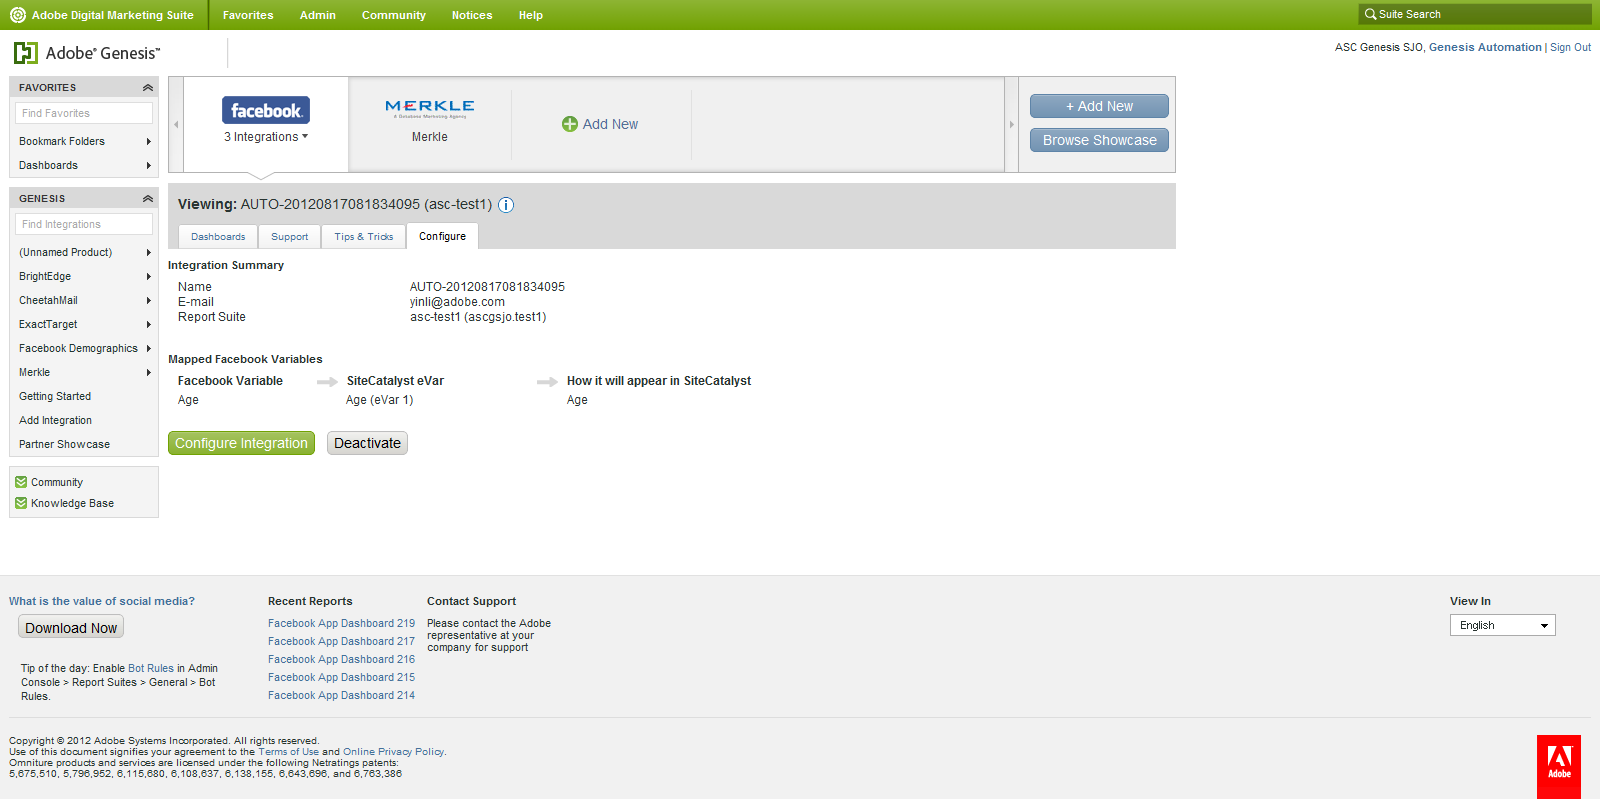 Adobe Digital Marketing Suite Favorites Admin Community Notices Help Suite Search
Adobe® Genesis™
ASC Genesis SJO, Genesis Automation | Sign Out
FAVORITES
Find Favorites
Bookmark Folders
Dashboards
GENESIS
Find Integrations
(Unnamed Product)
BrightEdge
CheetahMail
ExactTarget
Facebook Demographics
Merkle
Getting Started
Add Integration
Partner Showcase
Community
Knowledge Base
facebook.
3 Integrations
MERKLE
A Database Marketing Agency
Merkle
Add New
+ Add New
Browse Showcase
Viewing: AUTO-20120817081834095 (asc-test1) i
Dashboards Support Tips & Tricks Configure
Integration Summary
Name AUTO-20120817081834095
E-mail yinli@adobe.com
Report Suite asc-test1 (ascgsjo.test1)
Mapped Facebook Variables
Facebook Variable SiteCatalyst eVar How it will appear in SiteCatalyst
Age Age (eVar 1) Age
Configure Integration Deactivate
What is the value of social media?
Download Now
Tip of the day: Enable Bot Rules in Admin
Console > Report Suites > General > Bot
Rules.
Recent Reports
Facebook App Dashboard 219
Facebook App Dashboard 217
Facebook App Dashboard 216
Facebook App Dashboard 215
Facebook App Dashboard 214
Contact Support
Please contact the Adobe
representative at your
company for support
View In
English
Copyright © 2012 Adobe Systems Incorporated. All rights reserved.
Use of this document signifies your agreement to the Terms of Use and Online Privacy Policy.
Omniture products and services are licensed under the following Netratings patents:
5,675,510, 5,796,952, 6,115,680, 6,108,637, 6,138,155, 6,643,696, and 6,763,386
Adobe